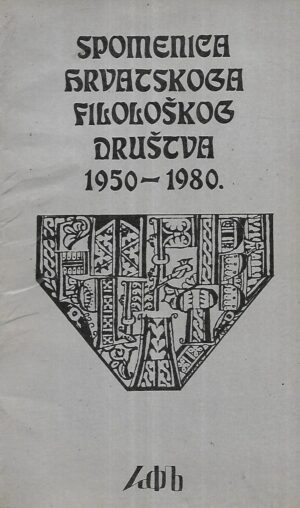 SPOMENICA
HRVATSKOGA
FILOLOŠKOG
DRUŠTVA
1950 – 1980.